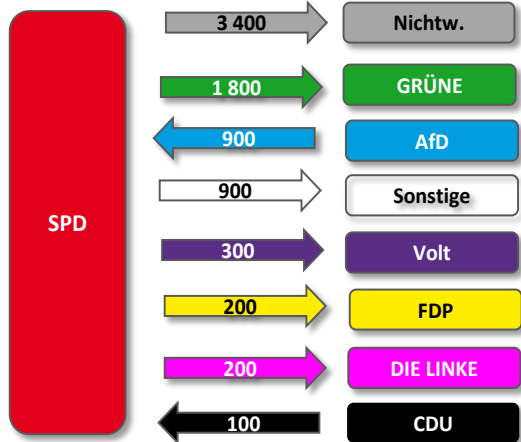 3 400 Nichtw.
1 800 GRÜNE
900 AfD
900 Sonstige
SPD
300 Volt
200 FDP
200 DIE LINKE
100 CDU